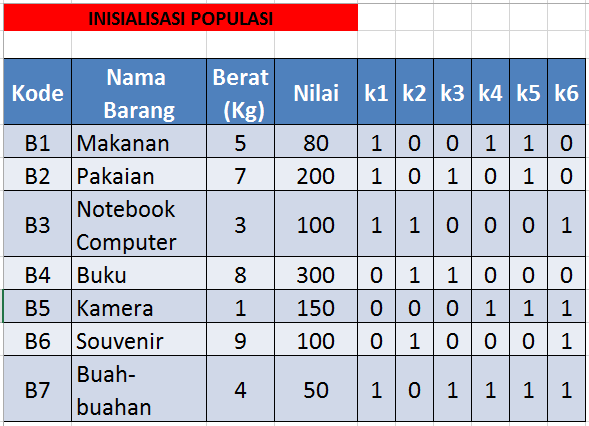 INISIALISASI POPULASI
Kode Nama Barang Berat (Kg) Nilai k1 k2 k3 k4 k5 k6
B1 Makanan 5 80 1 0 0 1 1 0
B2 Pakaian 7 200 1 0 1 0 1 0
B3 Notebook Computer 3 100 1 1 0 0 0 1
B4 Buku 8 300 0 1 1 0 0 0
B5 Kamera 1 150 0 0 0 1 1 1
B6 Souvenir 9 100 0 1 0 0 0 1
B7 Buah-buahan 4 50 1 0 1 1 1 1